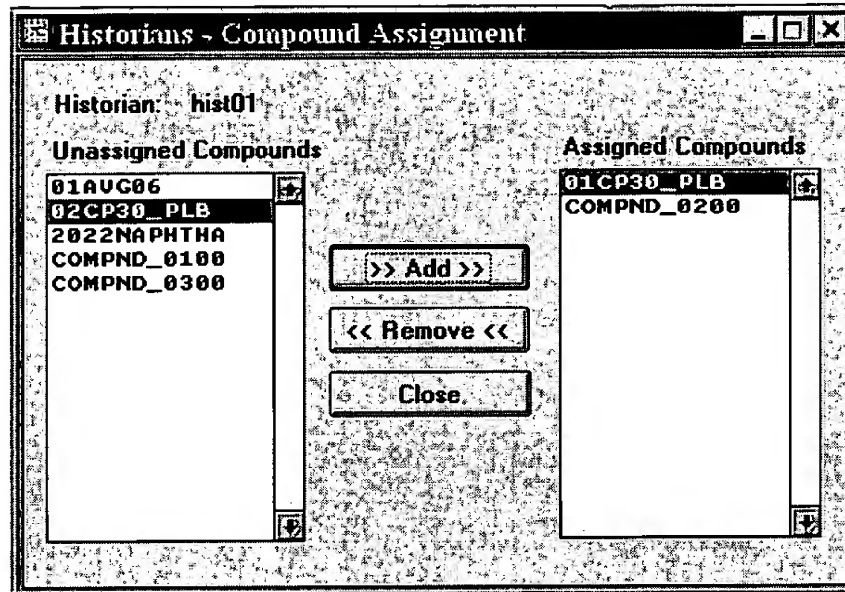 Historians - Compound Assignment
Historian: hist01
Unassigned Compounds
01AVG06
02CP30_PLB
2022NAPHTHA
COMPND_0100
COMPND_0300
>> Add >>
<< Remove <<
Close
Assigned Compounds
01CP30_PLB
COMPND_0200